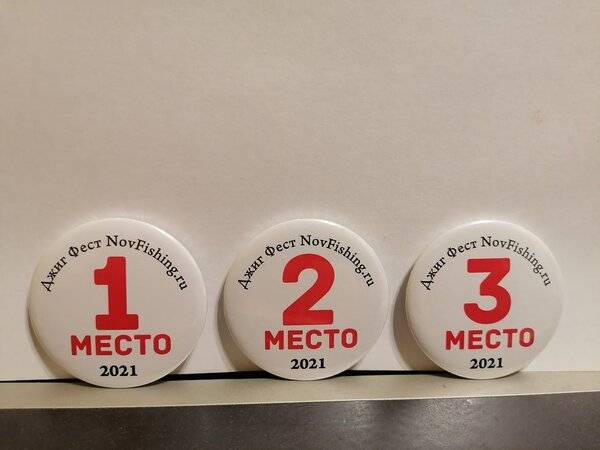 Джиг Фест NovFishing.ru
1
МЕСТО
2021
Джиг Фест NovFishing.ru
2
МЕСТО
2021
Джиг Фест NovFishing.ru
3
МЕСТО
2021